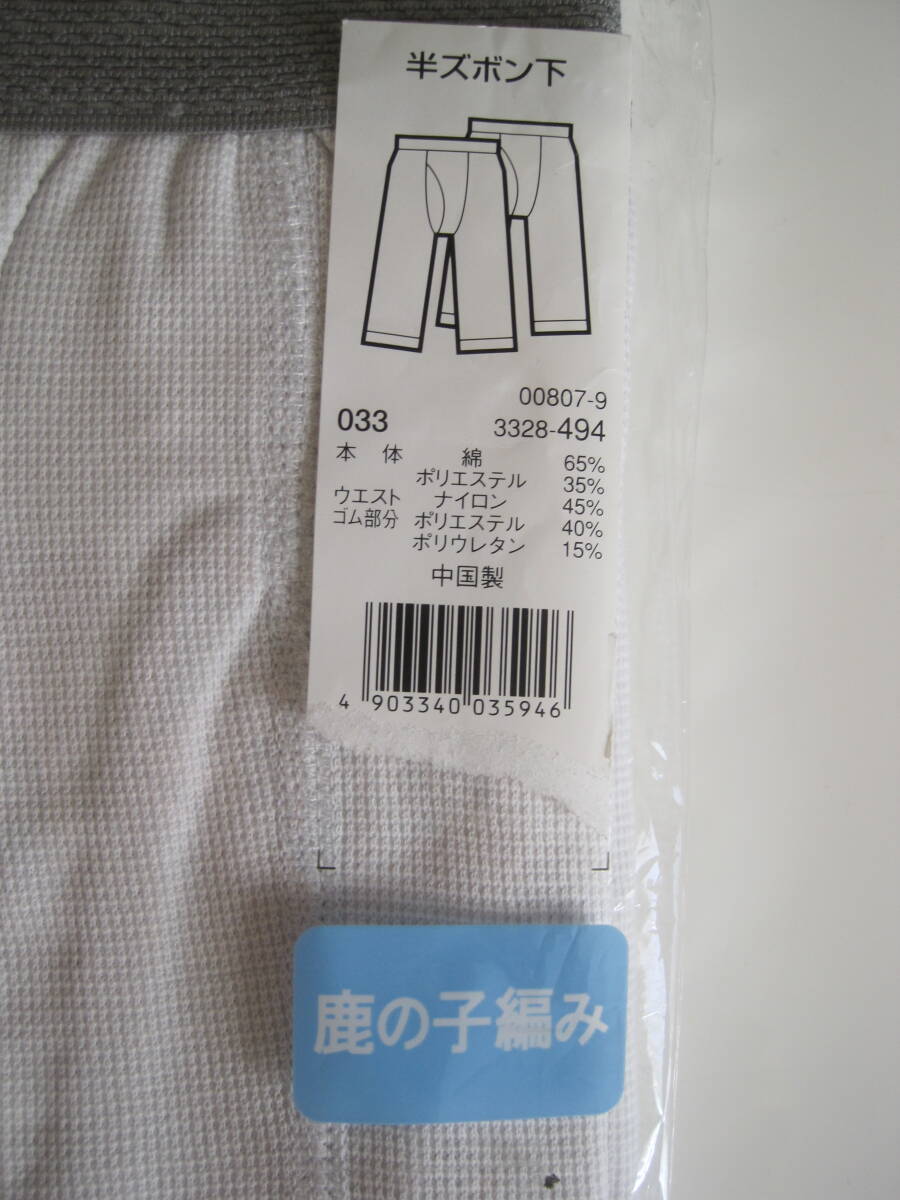 半ズボン下
00807-9
033 3328-494
本体 綿 65%
ポリエステル 35%
ウエスト ナイロン 45%
ゴム部分 ポリエステル 40%
ポリウレタン 15%
中国製
4 903340 035946
鹿の子編み